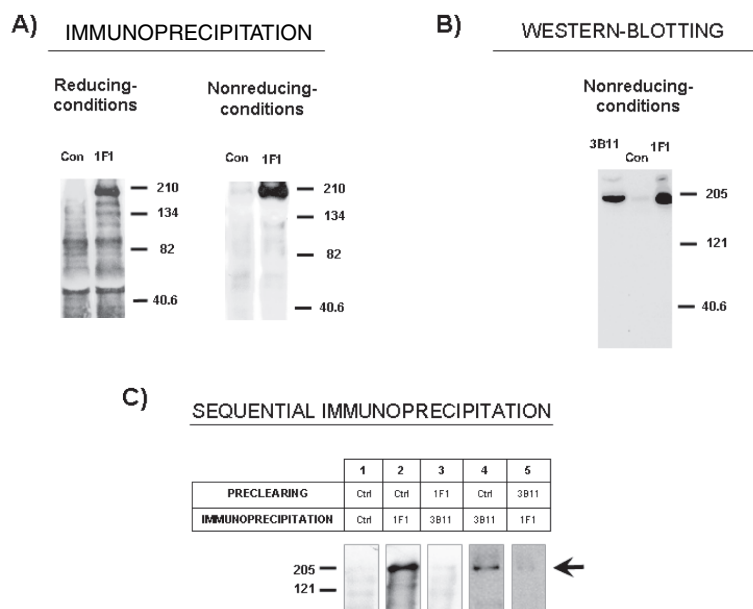 A) IMMUNOPRECIPITATION
Reducing-
conditions
Nonreducing-
conditions
Con 1F1
Con 1F1
210
134
82
40.6
210
134
82
40.6
B) WESTERN-BLOTTING
Nonreducing-
conditions
3B11 Con 1F1
205
121
40.6
C) SEQUENTIAL IMMUNOPRECIPITATION
1 2 3 4 5
PRECLEARING Ctrl Ctrl 1F1 Ctrl 3B11
IMMUNOPRECIPITATION Ctrl 1F1 3B11 3B11 1F1
205
121